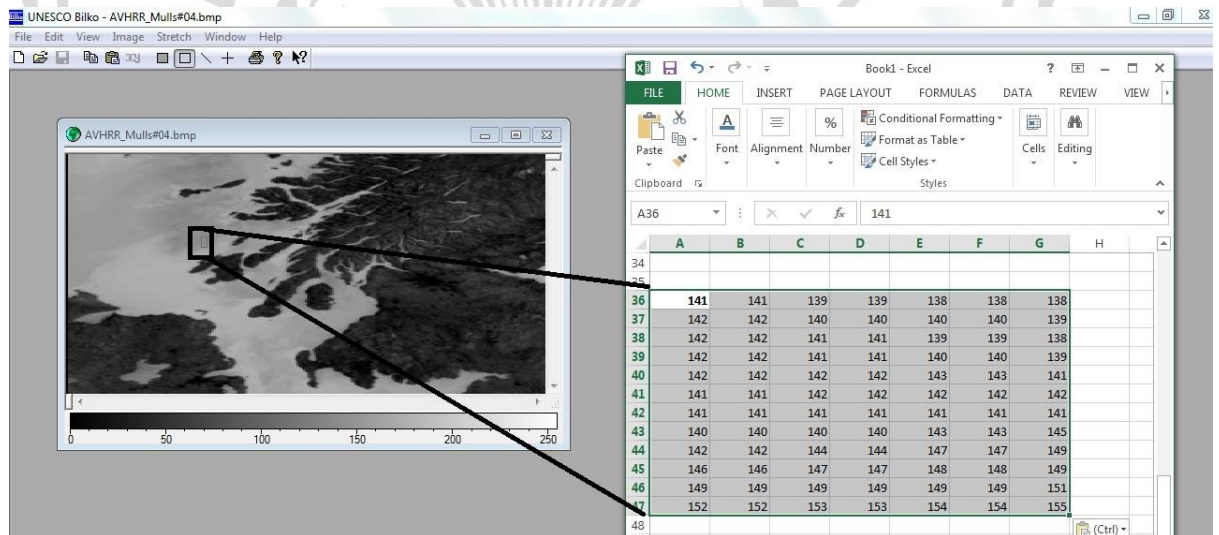 UNESCO Bilko - AVHRR_Mulls#04.bmp
File Edit View Image Stretch Window Help
AVHRR_Mulls#04.bmp
0 50 100 150 200 250
Book1 - Excel
FILE HOME INSERT PAGE LAYOUT FORMULAS DATA REVIEW VIEW
Paste
Font
Alignment
Number
Conditional Formatting
Format as Table
Cell Styles
Cells
Editing
Clipboard
Styles
A36
fx
141
A B C D E F G H
34
36 141 141 139 139 138 138 138
37 142 142 140 140 140 140 139
38 142 142 141 141 139 139 138
39 142 142 141 141 140 140 139
40 142 142 142 142 143 143 141
41 141 141 142 142 142 142 142
42 141 141 141 141 141 141 141
43 140 140 140 140 143 143 145
44 142 142 144 144 147 147 149
45 146 146 147 147 148 148 149
46 149 149 149 149 149 149 151
47 152 152 153 153 154 154 155
48
(Ctrl)